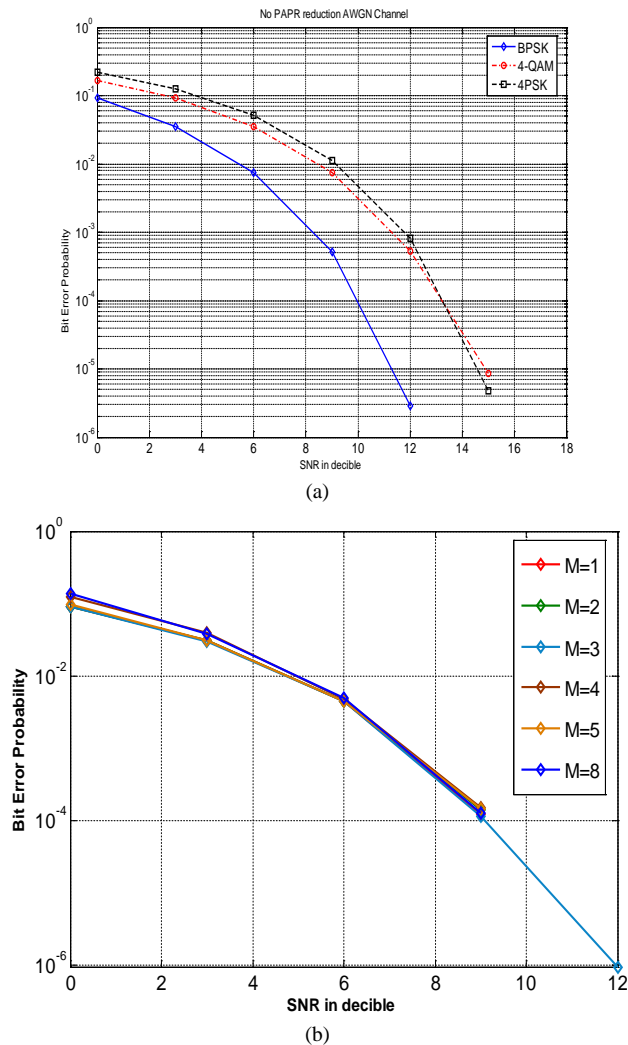 No PAPR reduction AWGN Channel
10^0
10^-1
10^-2
10^-3
10^-4
10^-5
10^-6
Bit Error Probability
BPSK
4-QAM
4PSK
0 2 4 6 8 10 12 14 16 18
SNR in decible
(a)
10^0
10^-2
10^-4
10^-6
Bit Error Probability
M=1
M=2
M=3
M=4
M=5
M=8
0 2 4 6 8 10 12
SNR in decible
(b)